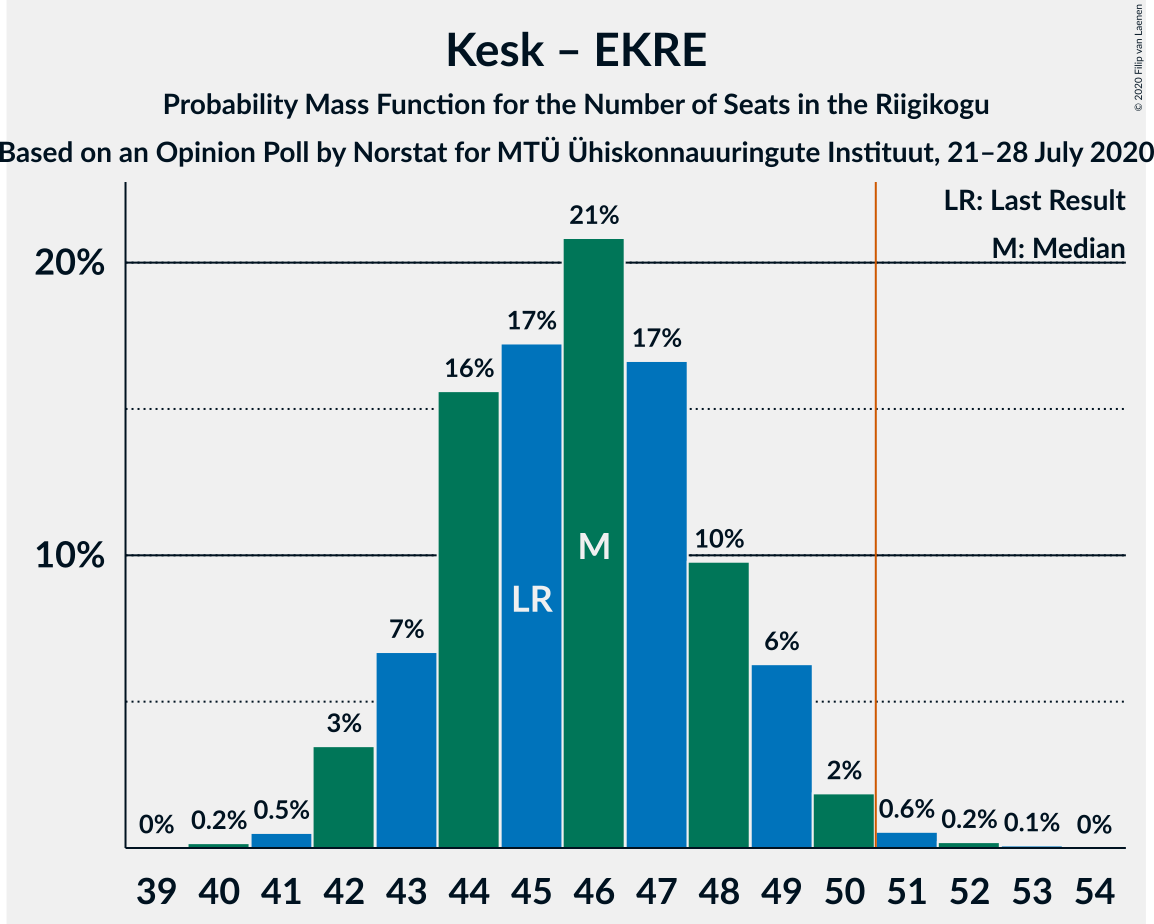 Kesk – EKRE
Probability Mass Function for the Number of Seats in the Riigikogu
Based on an Opinion Poll by Norstat for MTÜ Ühiskonnauuringute Instituut, 21–28 July 2020
© 2020 Filip van Laenen
LR: Last Result
M: Median
20%
10%
0%
0.2%
0.5%
3%
7%
16%
17%
21%
17%
10%
6%
2%
0.6%
0.2%
0.1%
0%
LR
M
39 40 41 42 43 44 45 46 47 48 49 50 51 52 53 54